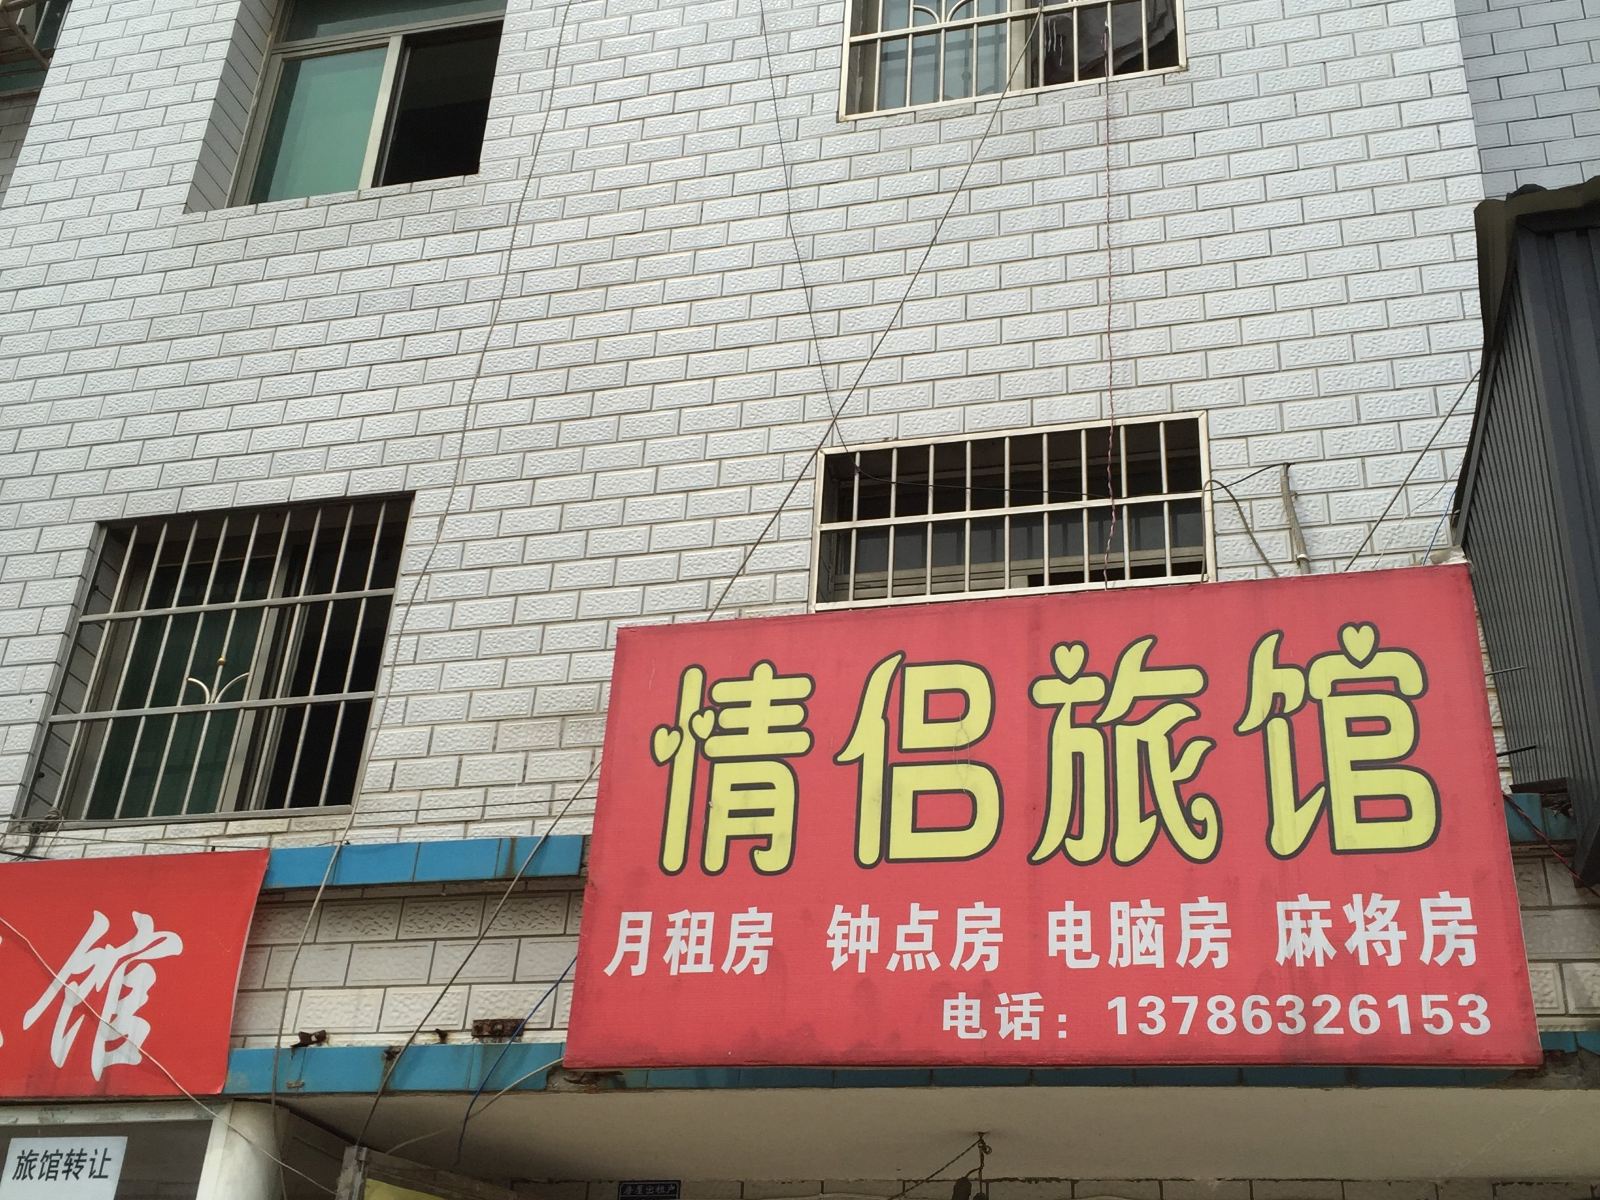 情侣旅馆
月租房 钟点房 电脑房 麻将房
电话：13786326153
馆
旅馆转让